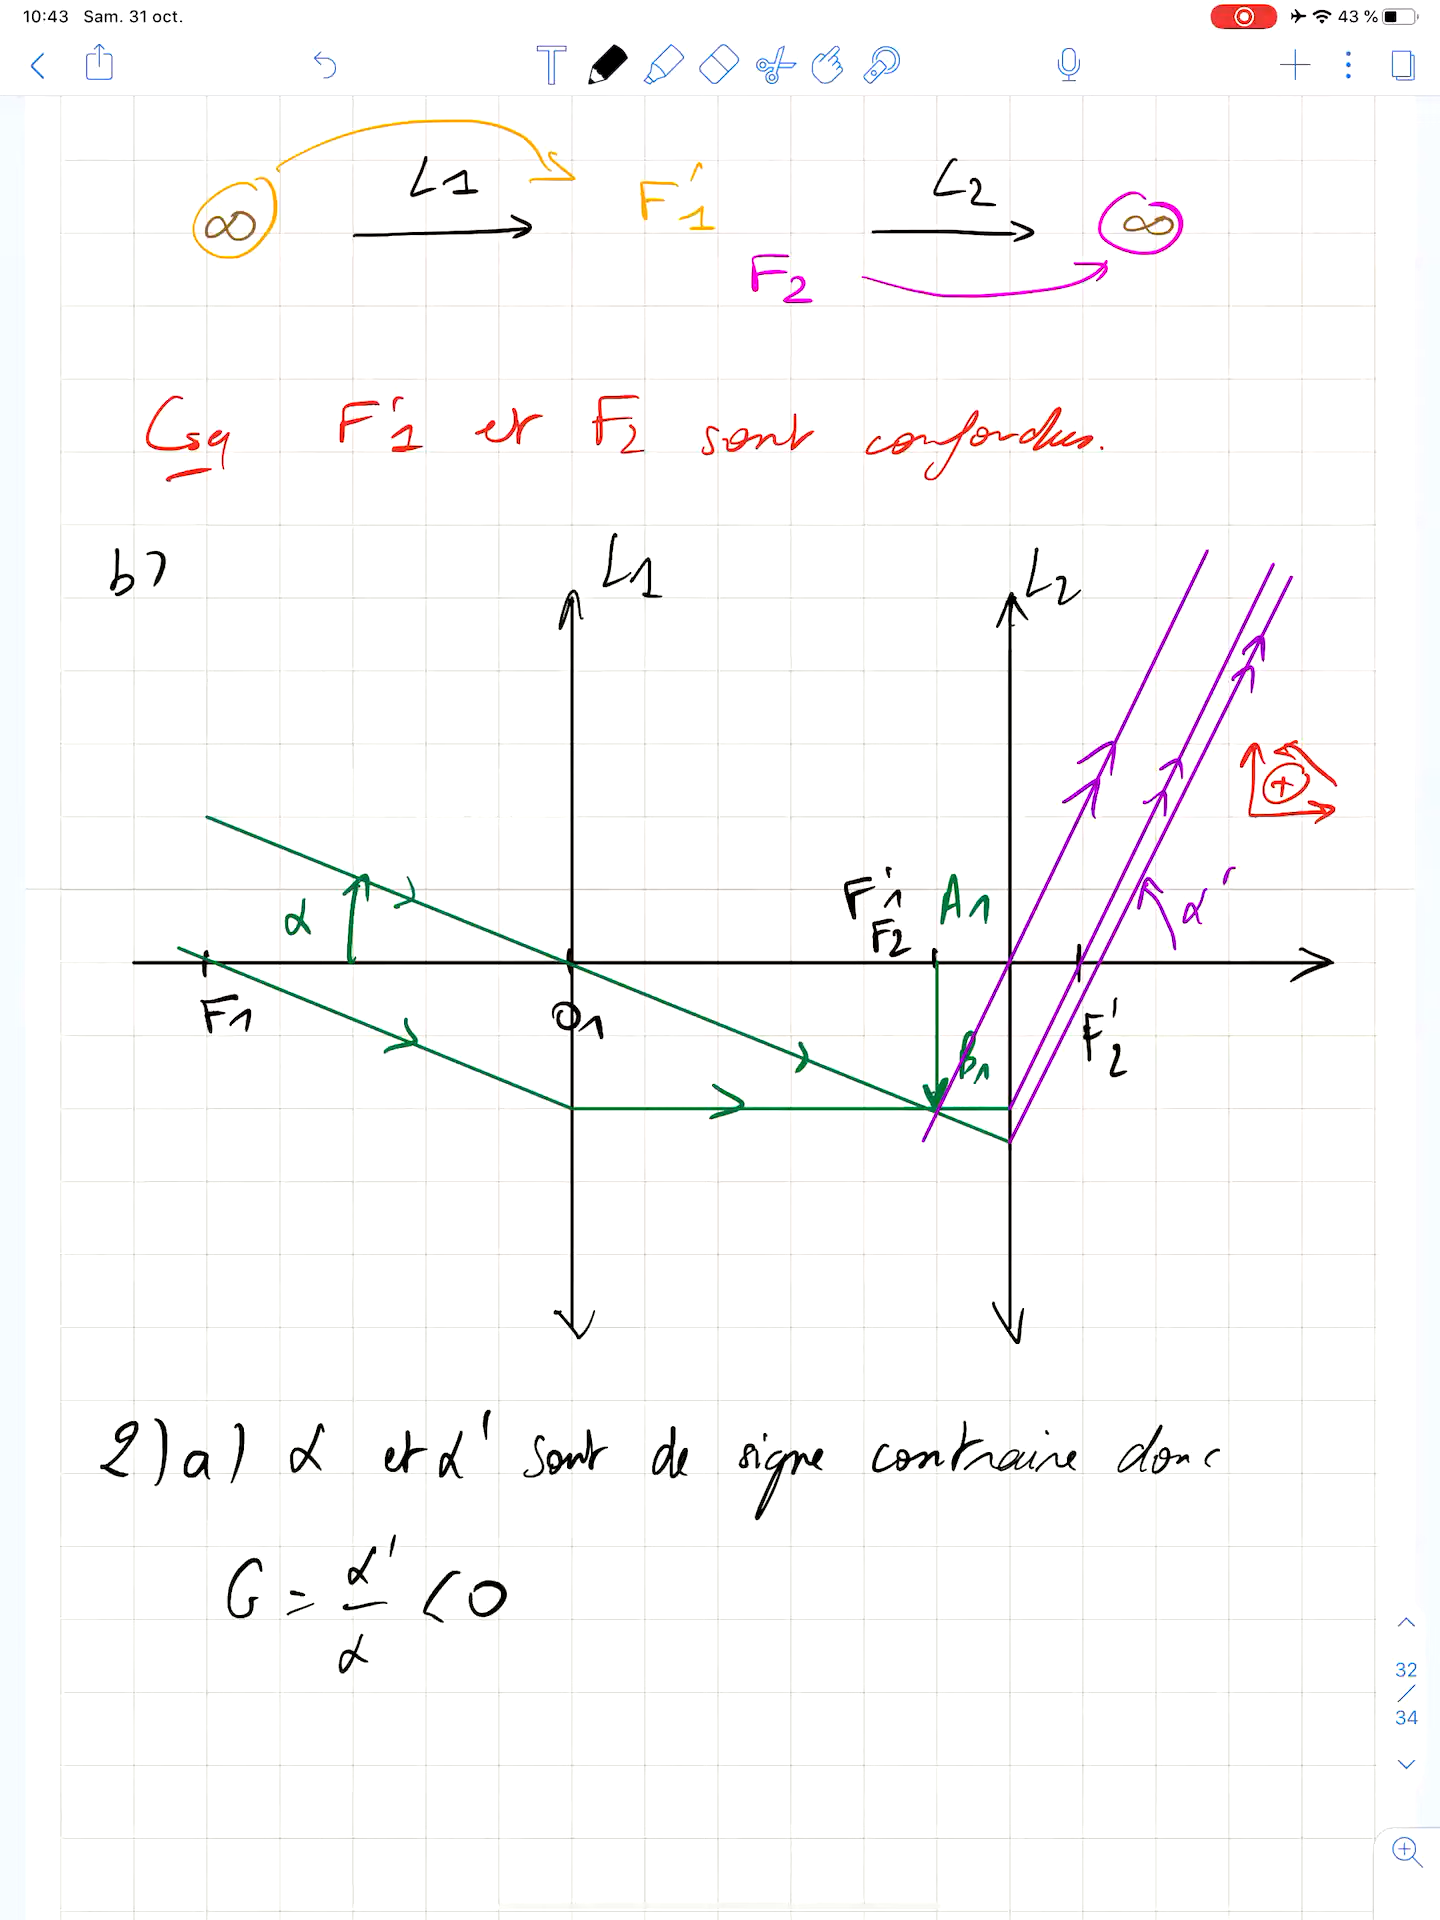 10:43 Sam. 31 oct. 43 %
L1 L2
∞ F'1 ∞
F2
Csq F'1 et F2 sont confondus.
b) L1 L2
+
α F'1 A1 α'
F2
F1 O1 B1 F'2
2) a) α et α' sont de signe contraire donc
G = α'/α < 0
32
/
34